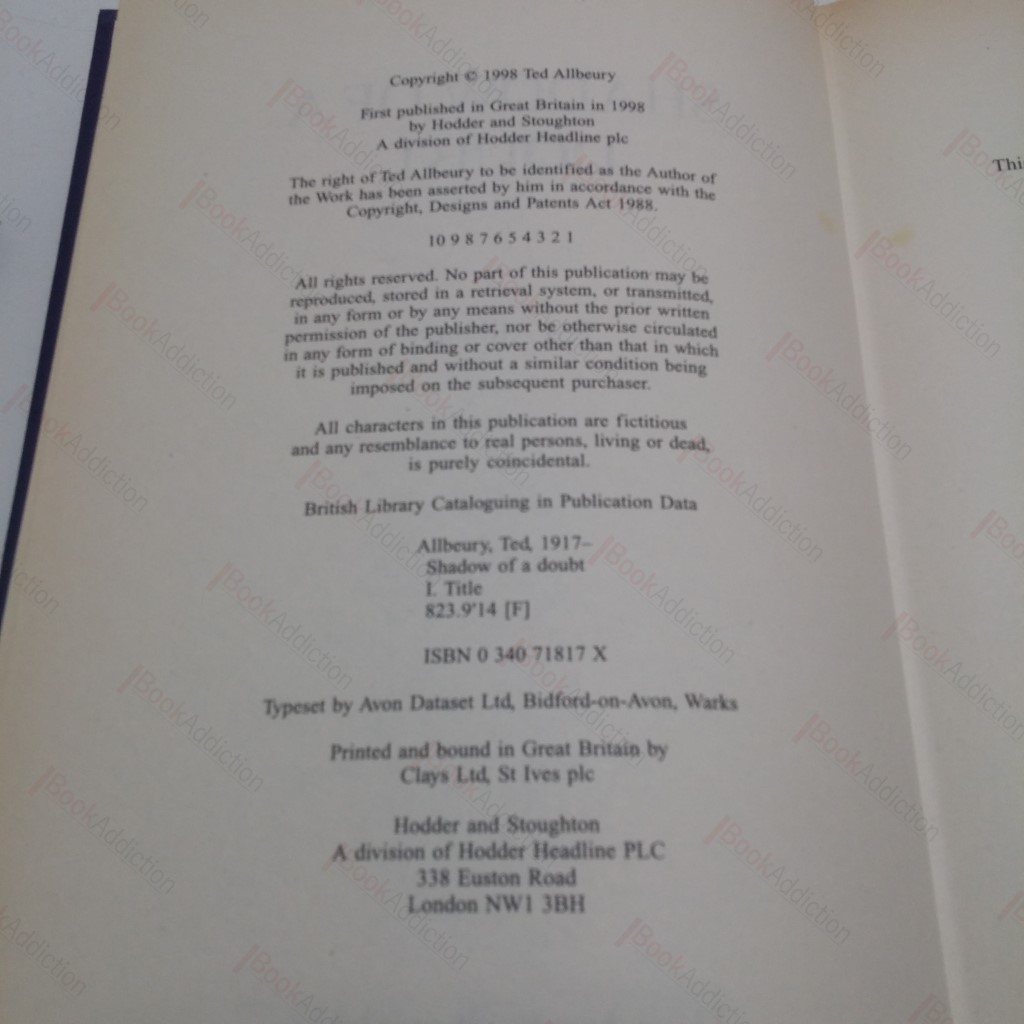 Copyright © 1998 Ted Allbeury
First published in Great Britain in 1998
by Hodder and Stoughton
A division of Hodder Headline plc
The right of Ted Allbeury to be identified as the Author of
the Work has been asserted by him in accordance with the
Copyright, Designs and Patents Act 1988.
10 9 8 7 6 5 4 3 2 1
All rights reserved. No part of this publication may be
reproduced, stored in a retrieval system, or transmitted,
in any form or by any means without the prior written
permission of the publisher, nor be otherwise circulated
in any form of binding or cover other than that in which
it is published and without a similar condition being
imposed on the subsequent purchaser.
All characters in this publication are fictitious
and any resemblance to real persons, living or dead,
is purely coincidental.
British Library Cataloguing in Publication Data
Allbeury, Ted, 1917–
Shadow of a doubt
I. Title
823.9'14 [F]
ISBN 0 340 71817 X
Typeset by Avon Dataset Ltd, Bidford-on-Avon, Warks
Printed and bound in Great Britain by
Clays Ltd, St Ives plc
Hodder and Stoughton
A division of Hodder Headline PLC
338 Euston Road
London NW1 3BH